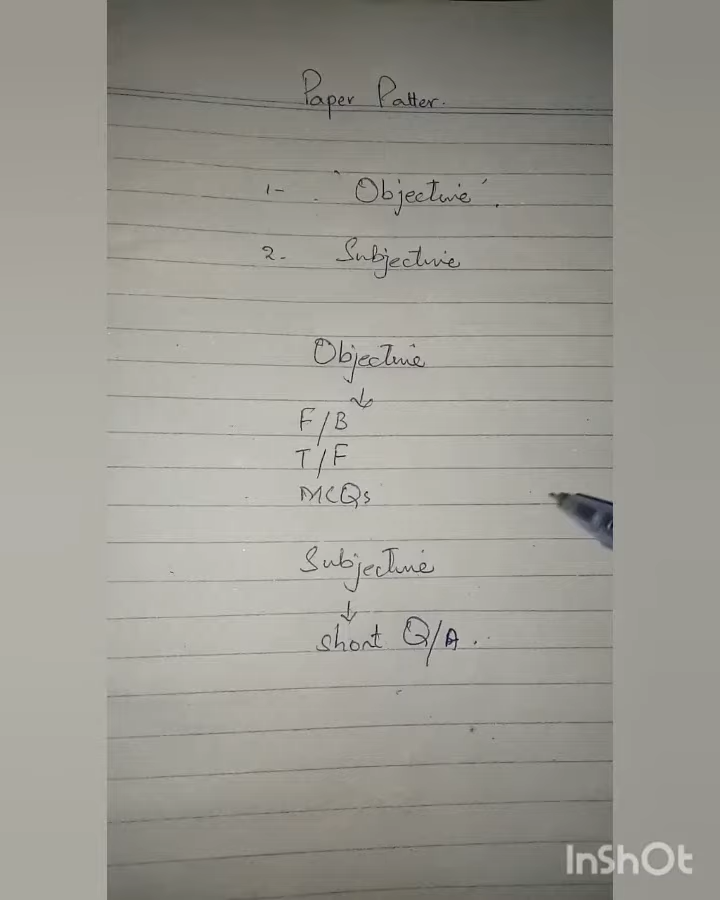 Paper Patter.
1- . "Objective".
2- Subjective
Objective
↓
F/B
T/F
MCQs
Subjective
↓
short Q/A.
InShOt